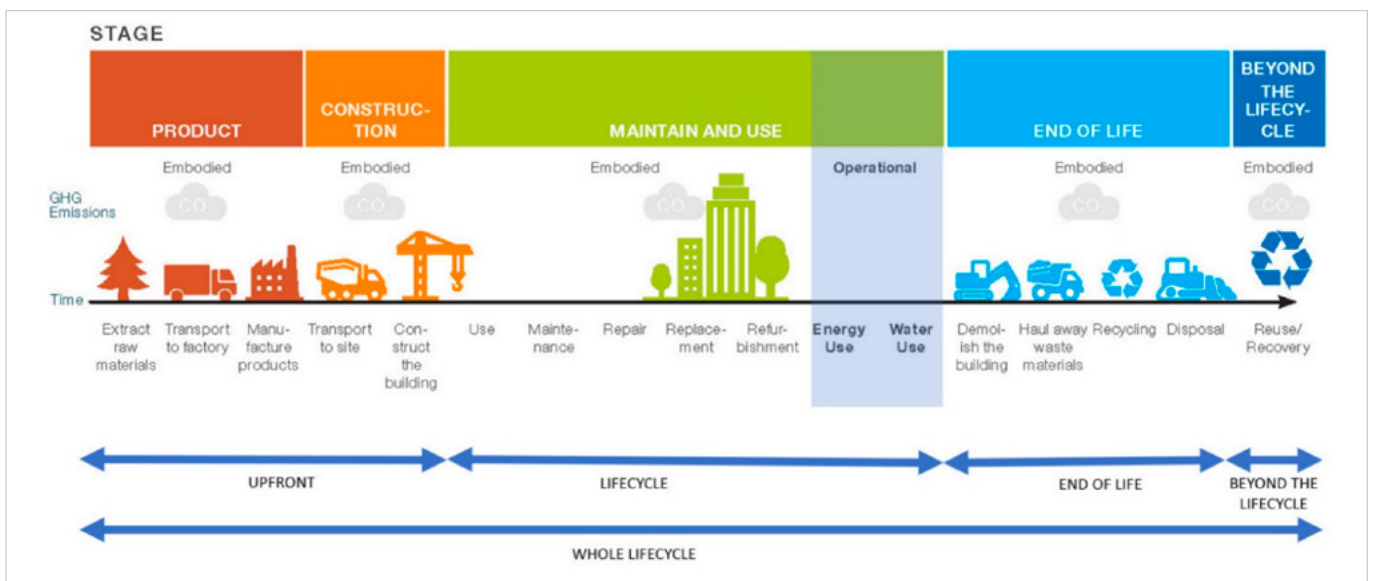 STAGE
PRODUCT
CONSTRUC-
TION
MAINTAIN AND USE
END OF LIFE
BEYOND
THE
LIFECY-
CLE
Embodied
Embodied
Embodied
Operational
Embodied
Embodied
GHG
Emissions
CO
CO
CO
CO
CO
Time
Extract
raw
materials
Transport
to factory
Manu-
facture
products
Transport
to site
Con-
struct
the
building
Use
Mainte-
nance
Repair
Replace-
ment
Refur-
bishment
Energy
Use
Water
Use
Demol-
ish the
building
Haul away
waste
materials
Recycling
Disposal
Reuse/
Recovery
UPFRONT
LIFECYCLE
END OF LIFE
BEYOND THE
LIFECYCLE
WHOLE LIFECYCLE